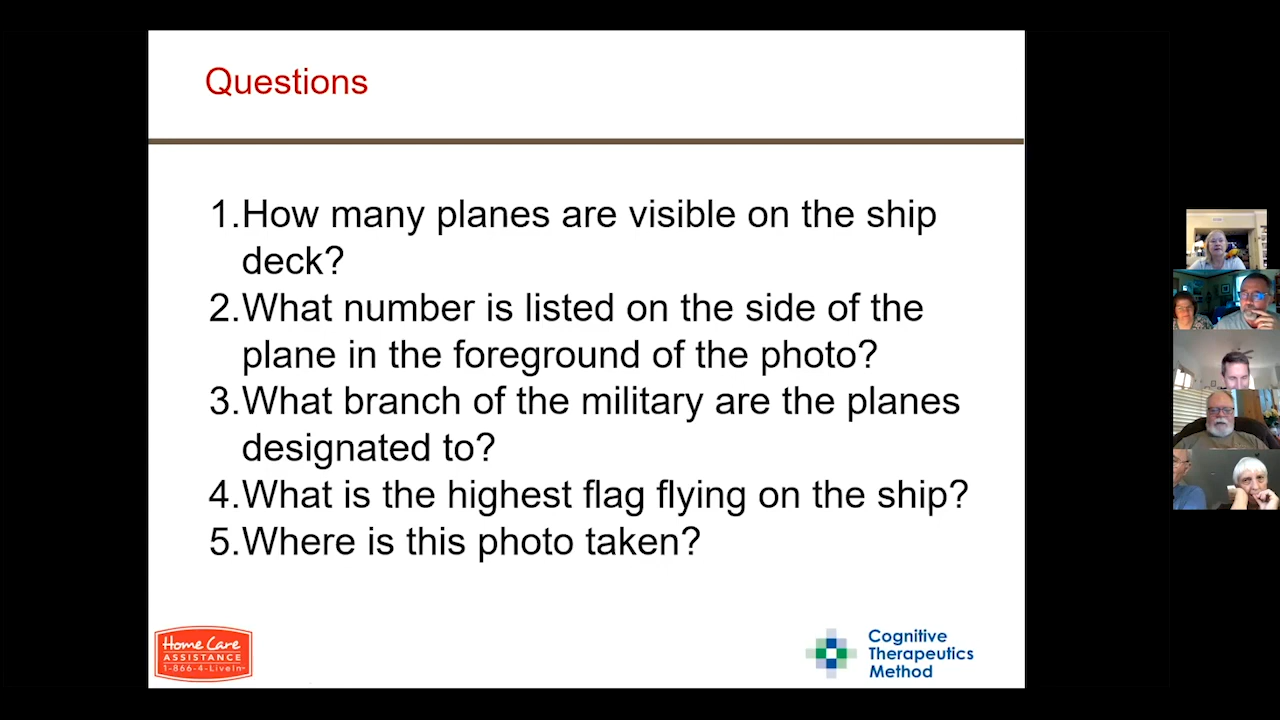 Questions
1.How many planes are visible on the ship
deck?
2.What number is listed on the side of the
plane in the foreground of the photo?
3.What branch of the military are the planes
designated to?
4.What is the highest flag flying on the ship?
5.Where is this photo taken?
Home Care
ASSISTANCE
1-866-4-LiveIn
Cognitive
Therapeutics
Method